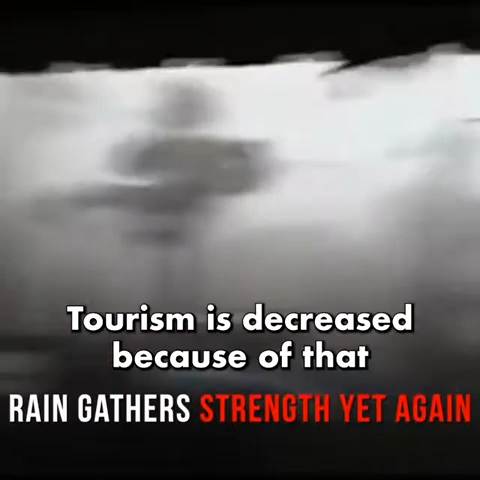 Tourism is decreased
because of that
RAIN GATHERS STRENGTH YET AGAIN